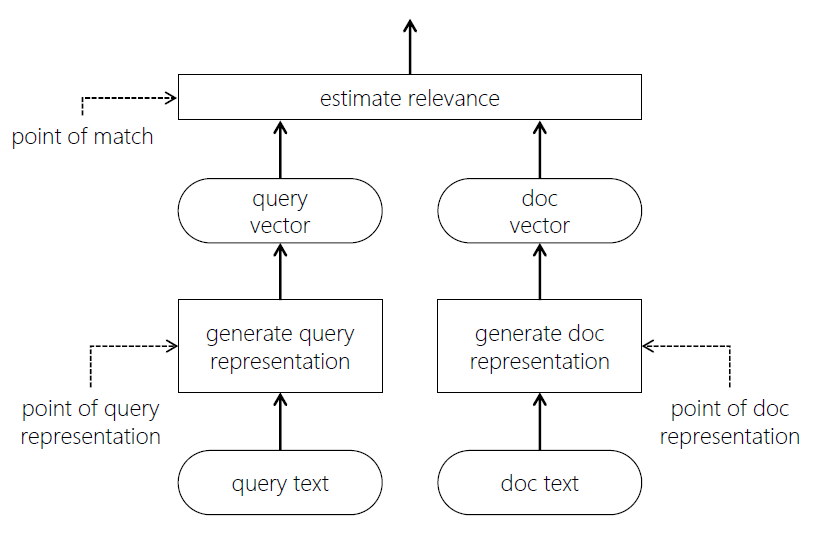 estimate relevance
point of match
query
vector
doc
vector
generate query
representation
generate doc
representation
point of query
representation
point of doc
representation
query text
doc text